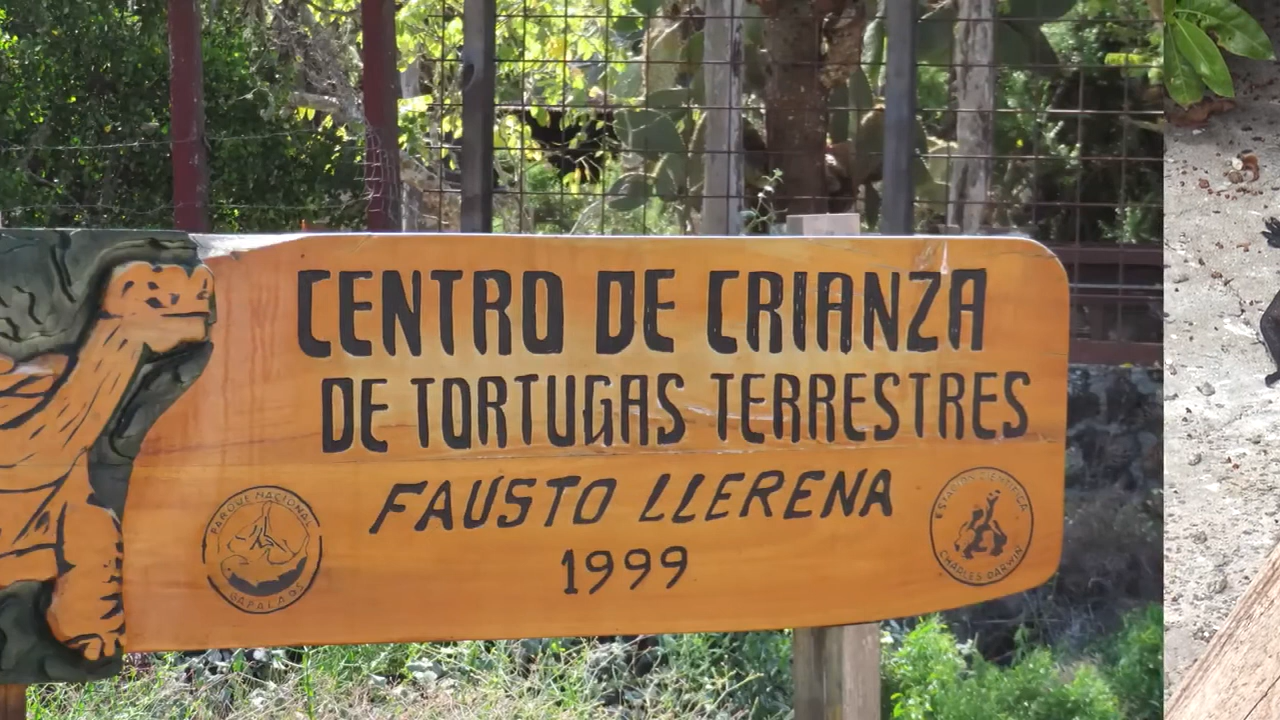 CENTRO DE CRIANZA
DE TORTUGAS TERRESTRES
FAUSTO LLERENA
1999
PARQUE NACIONAL
GALAPAGOS
ESTACION CIENTIFICA
CHARLES DARWIN